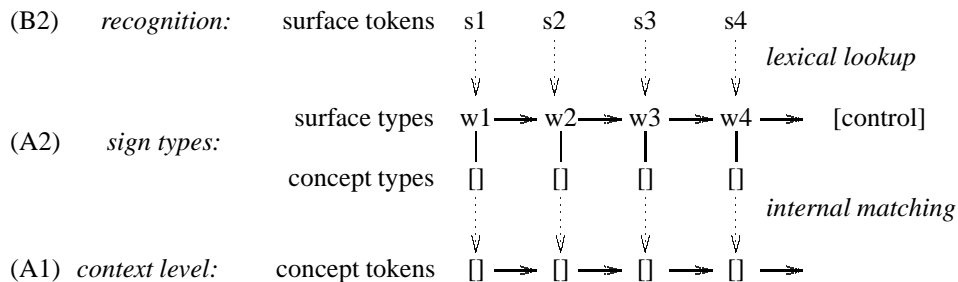 (B2) recognition: surface tokens s1 s2 s3 s4
lexical lookup
surface types w1 w2 w3 w4 [control]
(A2) sign types:
concept types [] [] [] []
internal matching
(A1) context level: concept tokens [] [] [] []